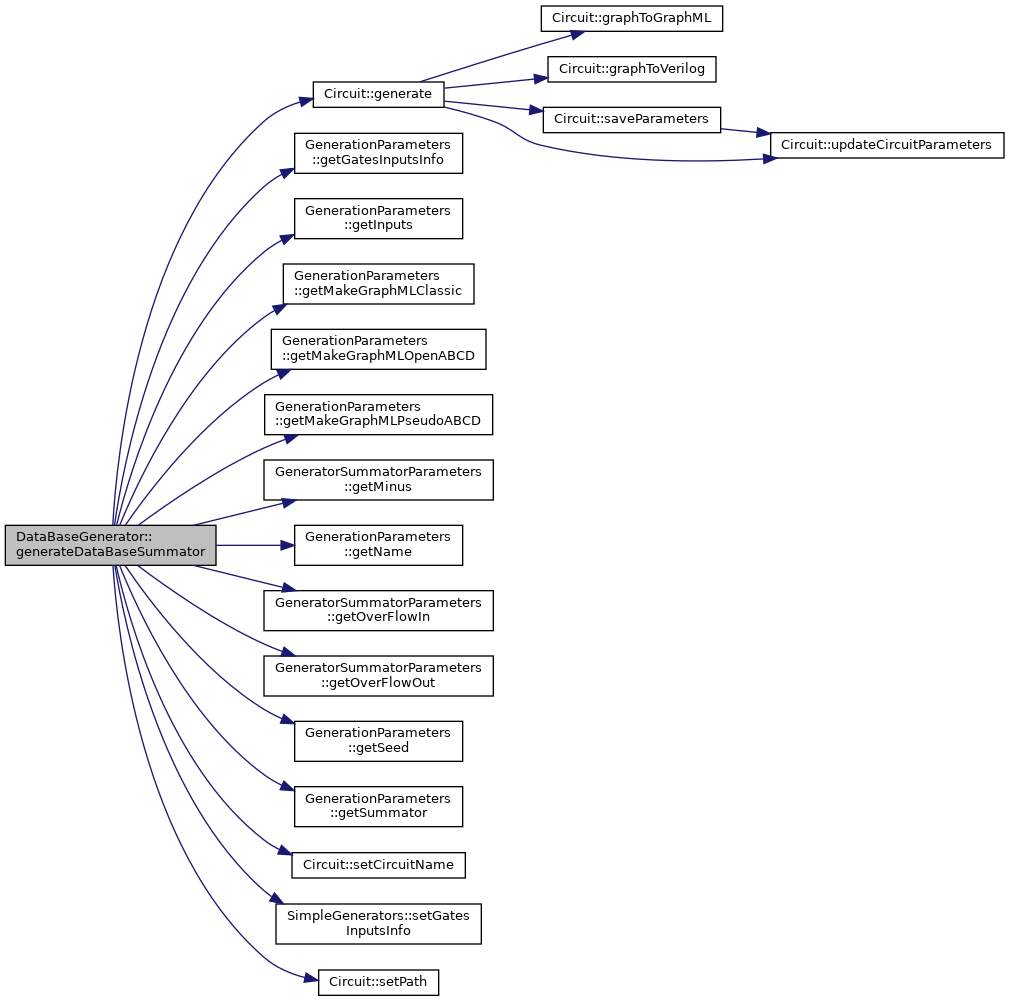 Circuit::graphToGraphML
Circuit::graphToVerilog
Circuit::generate
Circuit::saveParameters
Circuit::updateCircuitParameters
GenerationParameters
::getGatesInputsInfo
GenerationParameters
::getInputs
GenerationParameters
::getMakeGraphMLClassic
GenerationParameters
::getMakeGraphMLOpenABCD
GenerationParameters
::getMakeGraphMLPseudoABCD
GeneratorSummatorParameters
::getMinus
DataBaseGenerator::
generateDataBaseSummator
GenerationParameters
::getName
GeneratorSummatorParameters
::getOverFlowIn
GeneratorSummatorParameters
::getOverFlowOut
GenerationParameters
::getSeed
GenerationParameters
::getSummator
Circuit::setCircuitName
SimpleGenerators::setGates
InputsInfo
Circuit::setPath